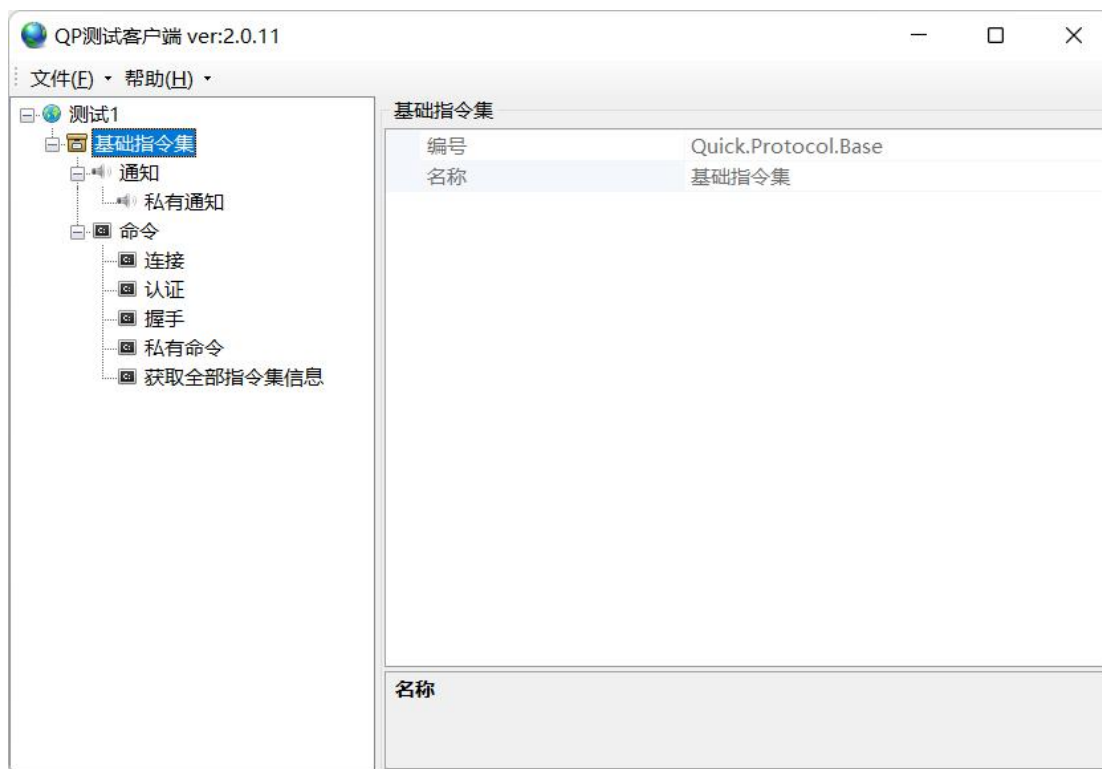 QP测试客户端 ver:2.0.11
文件(F) 帮助(H)
测试1
基础指令集
通知
私有通知
命令
连接
认证
握手
私有命令
获取全部指令集信息
基础指令集
编号 Quick.Protocol.Base
名称 基础指令集
名称